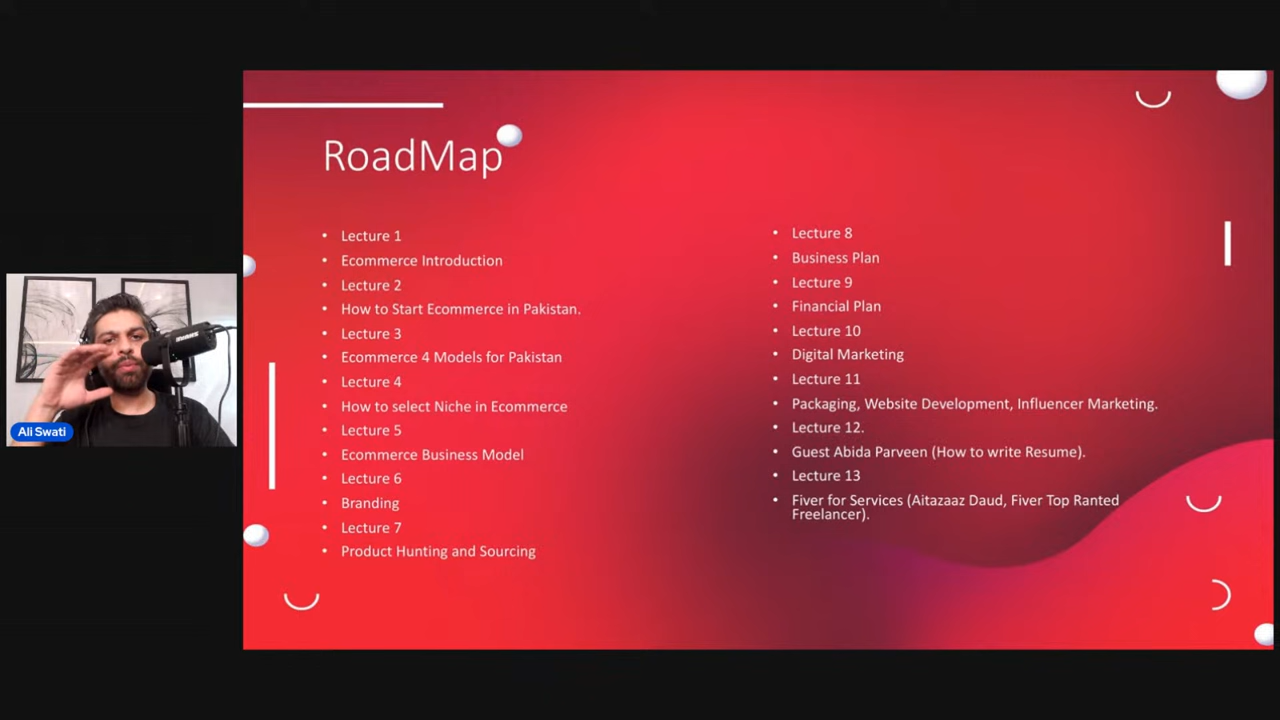 RoadMap
Lecture 1
Ecommerce Introduction
Lecture 2
How to Start Ecommerce in Pakistan.
Lecture 3
Ecommerce 4 Models for Pakistan
Lecture 4
How to select Niche in Ecommerce
Lecture 5
Ecommerce Business Model
Lecture 6
Branding
Lecture 7
Product Hunting and Sourcing
Lecture 8
Business Plan
Lecture 9
Financial Plan
Lecture 10
Digital Marketing
Lecture 11
Packaging, Website Development, Influencer Marketing.
Lecture 12.
Guest Abida Parveen (How to write Resume).
Lecture 13
Fiver for Services (Aitazaaz Daud, Fiver Top Ranted
Freelancer).
Ali Swati